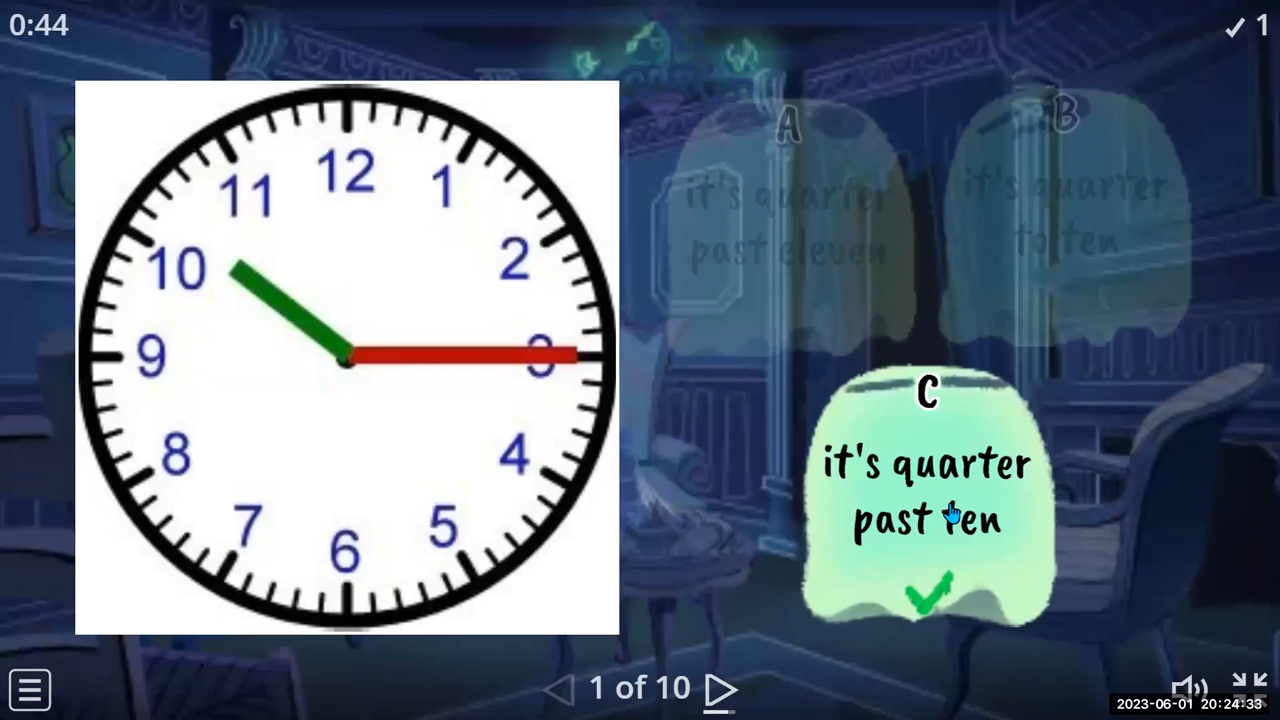 0:44
1
12
11
1
10
2
9
3
8
4
7
5
6
A
it's quarter
past eleven
B
it's quarter
to ten
C
it's quarter
past ten
1 of 10
2023-06-01 20:24:33